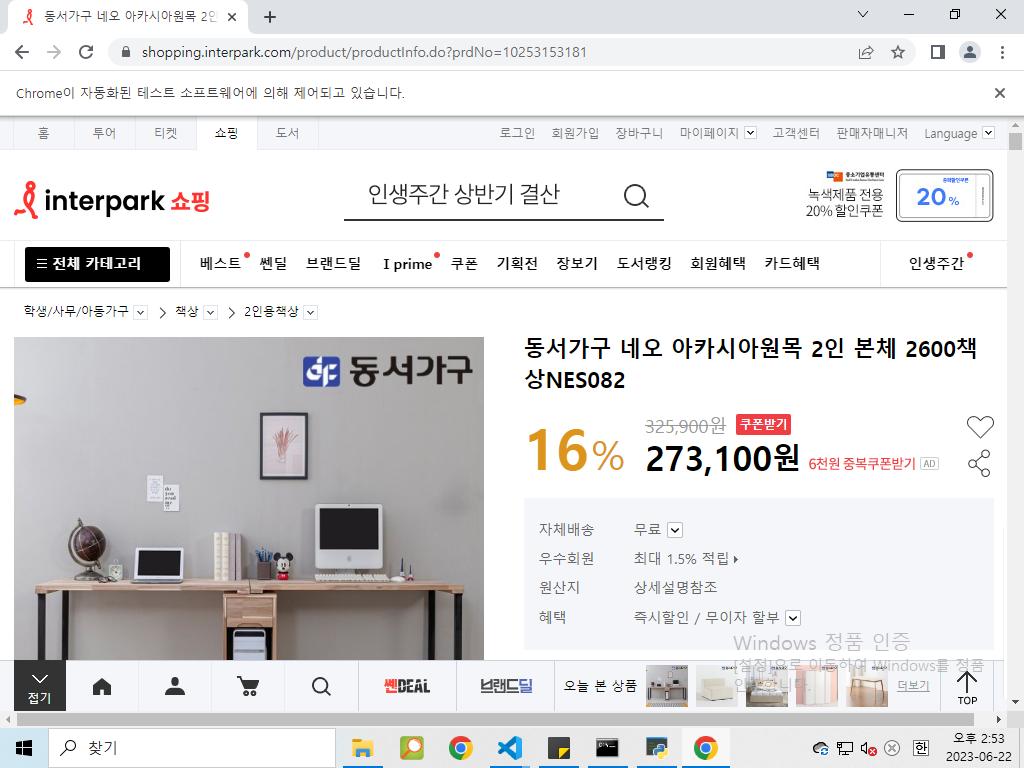 동서가구 네오 아카시아원목 2인
shopping.interpark.com/product/productInfo.do?prdNo=10253153181
Chrome이 자동화된 테스트 소프트웨어에 의해 제어되고 있습니다.
홈 투어 티켓 쇼핑 도서 로그인 회원가입 장바구니 마이페이지 고객센터 판매자매니저 Language
interpark 쇼핑
인생주간 상반기 결산
중소기업유통센터
녹색제품 전용
20% 할인쿠폰
중복할인쿠폰
20%
전체 카테고리 베스트 쎈딜 브랜드딜 I prime 쿠폰 기획전 장보기 도서랭킹 회원혜택 카드혜택 인생주간
학생/사무/아동가구 책상 2인용책상
동서가구
동서가구 네오 아카시아원목 2인 본체 2600책
상NES082
16%
325,900원 쿠폰받기
273,100원 6천원 중복쿠폰받기 AD
자체배송 무료
우수회원 최대 1.5% 적립
원산지 상세설명참조
혜택 즉시할인 / 무이자 할부
Windows 정품 인증
[설정]으로 이동하여 Windows를 정품
인증합니다.
접기
쎈DEAL
브랜드딜
오늘 본 상품
더보기
TOP
찾기
한
오후 2:53
2023-06-22